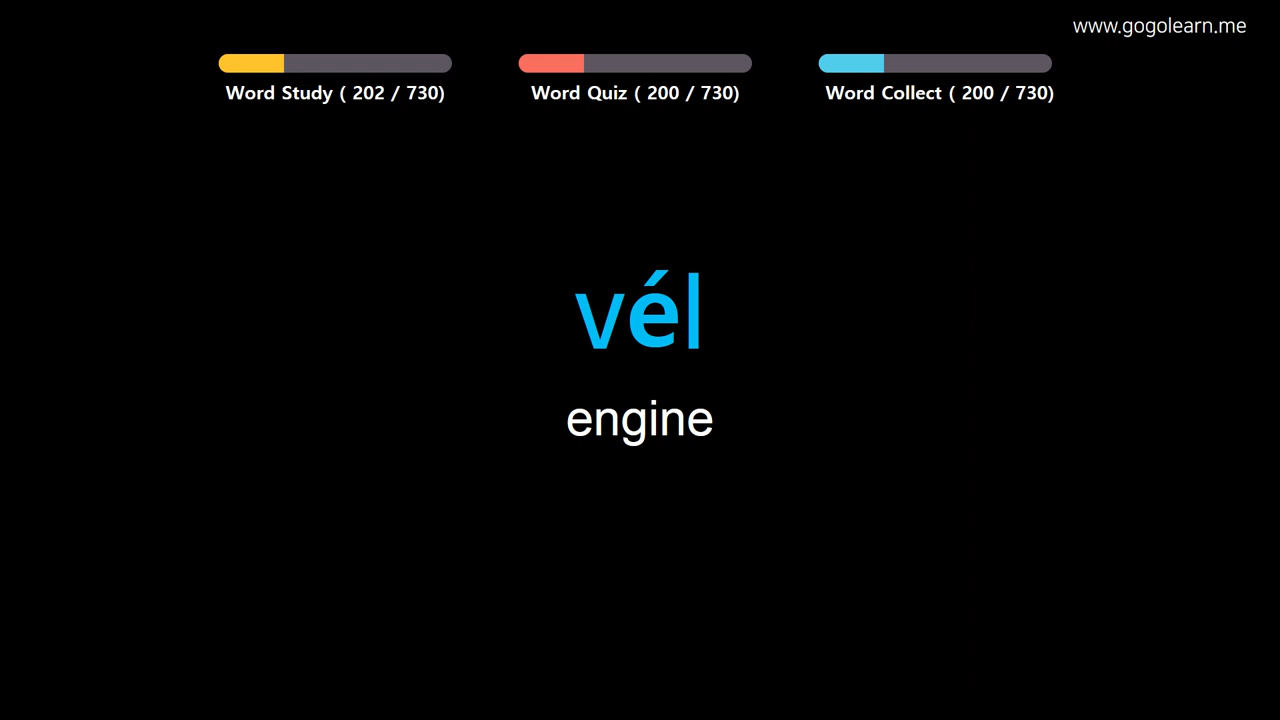 www.gogolearn.me
Word Study ( 202 / 730)
Word Quiz ( 200 / 730)
Word Collect ( 200 / 730)
vél
engine